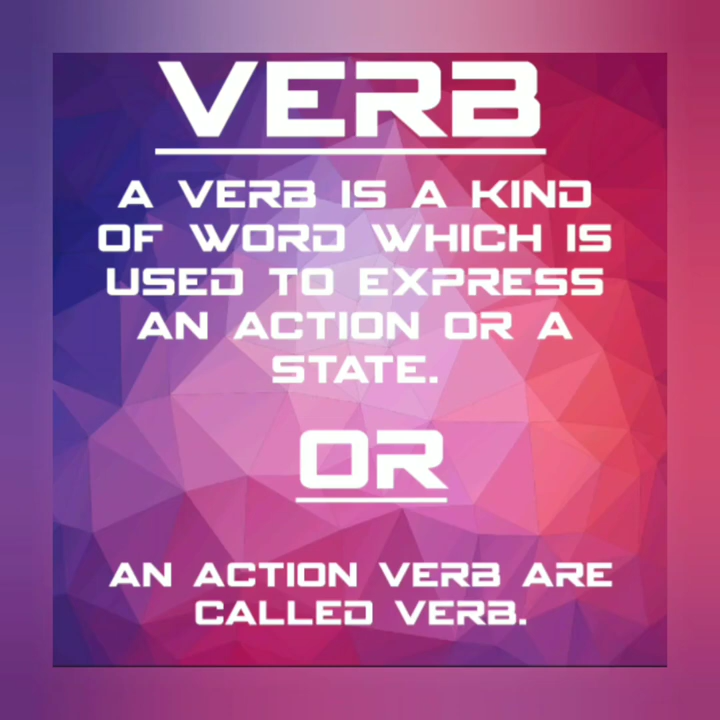 VERB
A VERB IS A KIND
OF WORD WHICH IS
USED TO EXPRESS
AN ACTION OR A
STATE.
OR
AN ACTION VERB ARE
CALLED VERB.